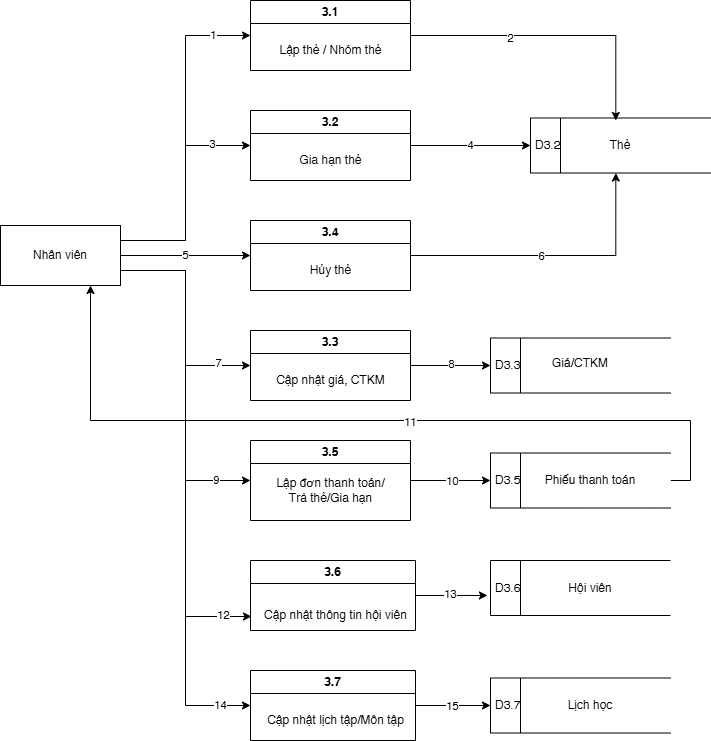 3.1
1
Lập thẻ / Nhóm thẻ
2
3.2
3
Gia hạn thẻ
4
D3.2
Thẻ
3.4
Nhân viên
5
Hủy thẻ
6
3.3
7
Cập nhật giá, CTKM
8
D3.3
Giá/CTKM
11
3.5
9
Lập đơn thanh toán/
Trả thẻ/Gia hạn
10
D3.5
Phiếu thanh toán
3.6
12
Cập nhật thông tin hội viên
13
D3.6
Hội viên
3.7
14
Cập nhật lịch tập/Môn tập
15
D3.7
Lịch học